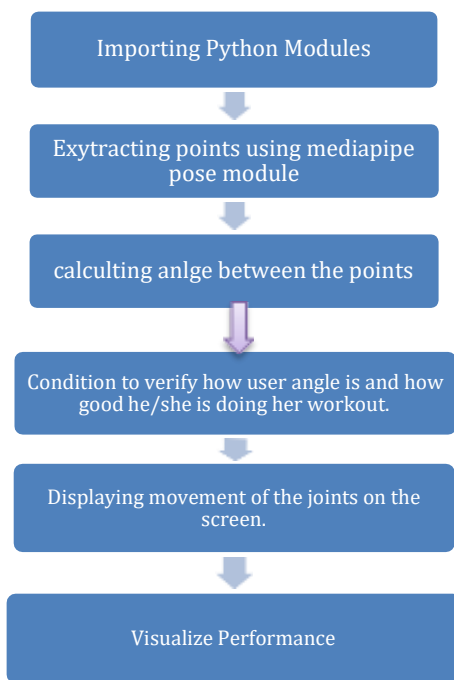 Importing Python Modules
Exytracting points using mediapipe
pose module
calculting anlge between the points
Condition to verify how user angle is and how
good he/she is doing her workout.
Displaying movement of the joints on the
screen.
Visualize Performance